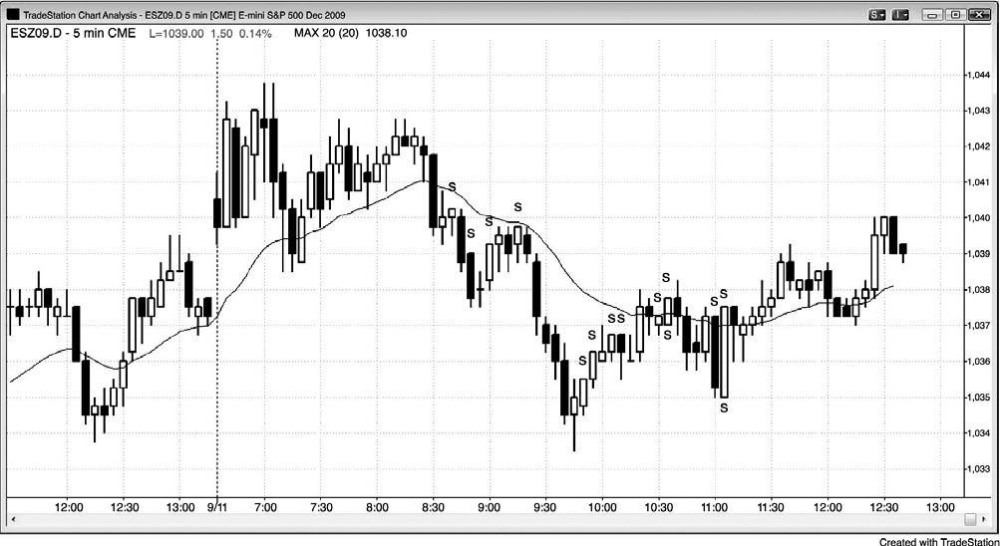 TradeStation Chart Analysis - ESZ09.D 5 min [CME] E-mini S&P 500 Dec 2009
S I
ESZ09.D - 5 min CME L=1039.00 1.50 0.14% MAX 20 (20) 1038.10
1,044
1,043
1,042
1,041
S
S
1,040
S
S
1,039
S
1,038
S
S
S
S
S S
1,037
S
S
1,036
S
1,035
S
1,034
1,033
12:00 12:30 13:00 9/11 7:00 7:30 8:00 8:30 9:00 9:30 10:00 10:30 11:00 11:30 12:00 12:30 13:00
Created with TradeStation